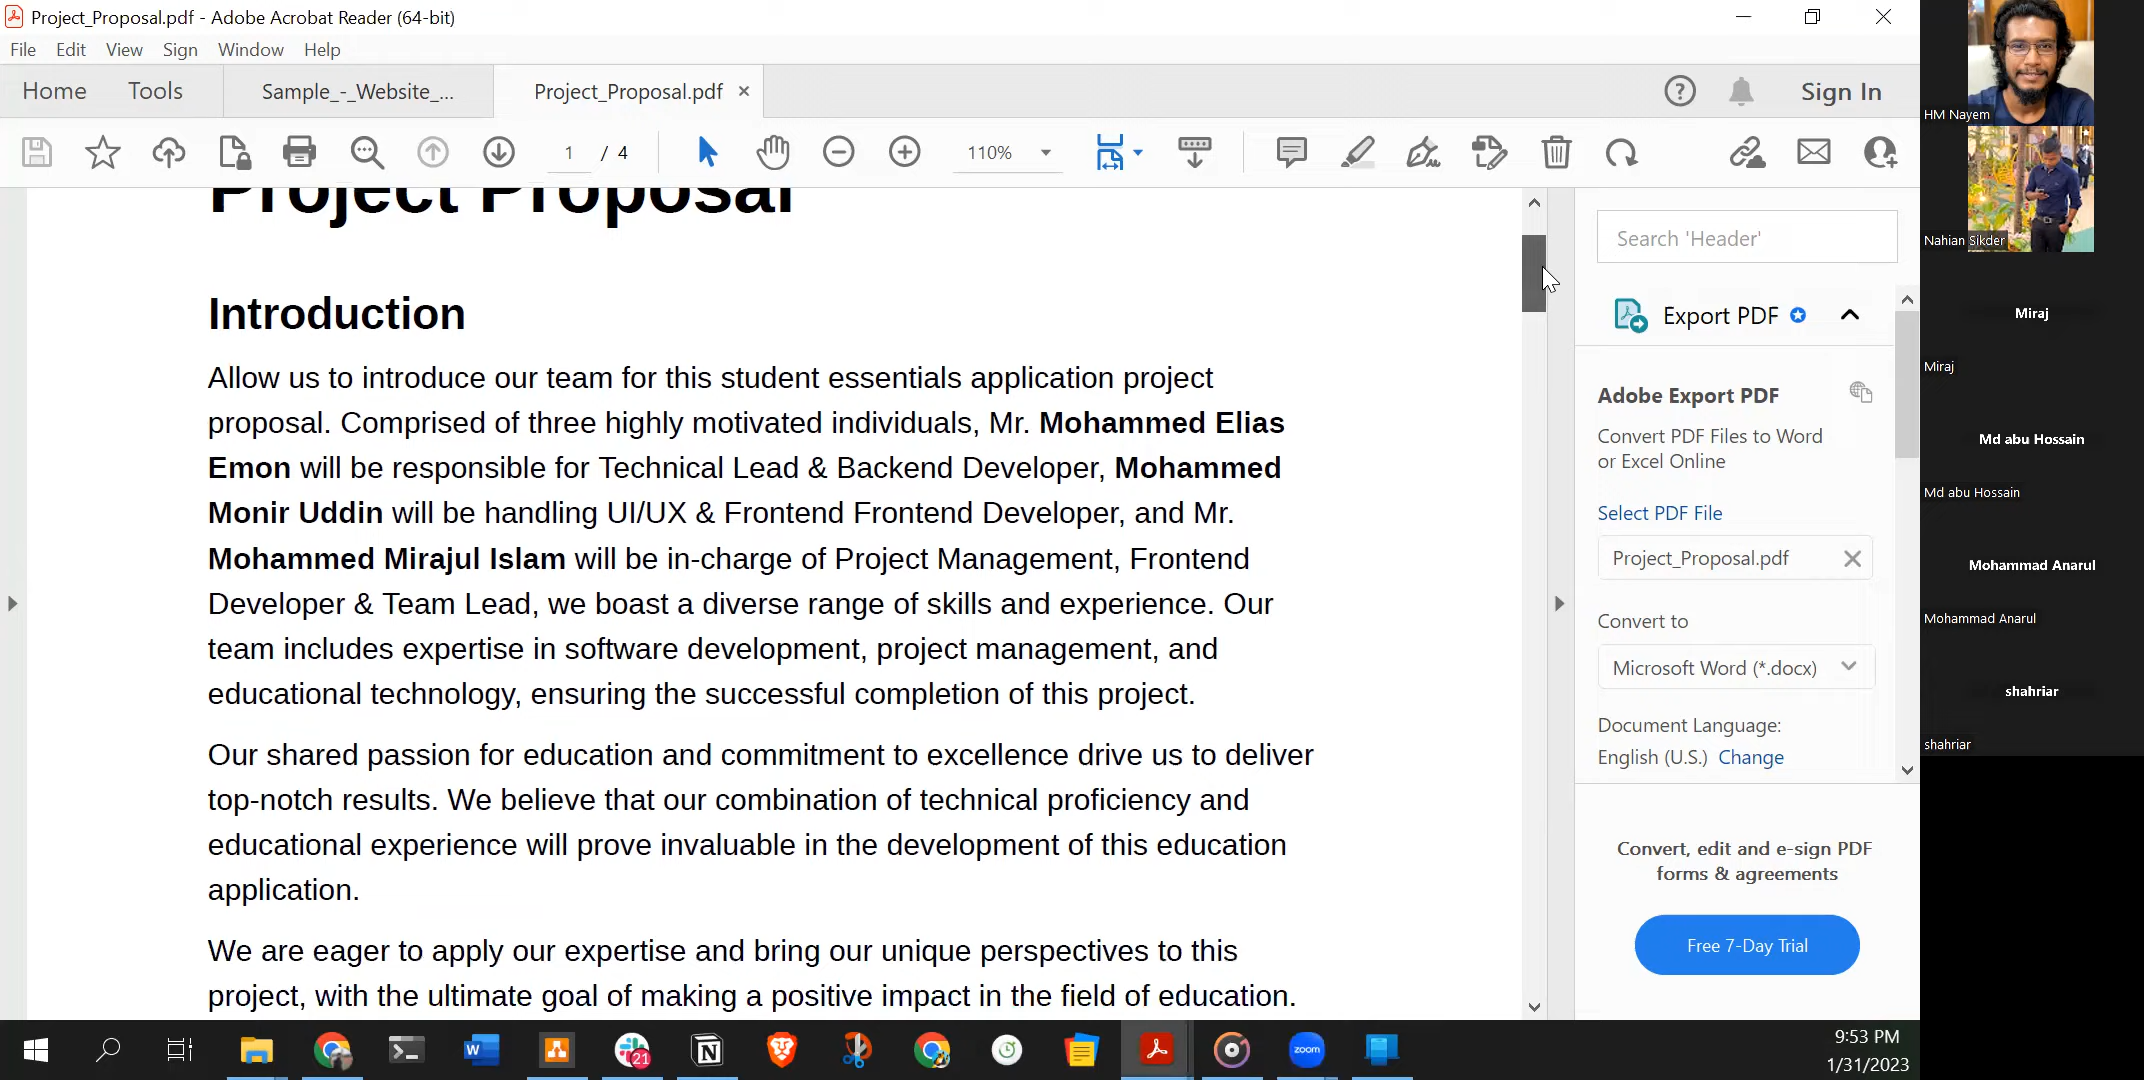 Project_Proposal.pdf - Adobe Acrobat Reader (64-bit)
File Edit View Sign Window Help
Home Tools Sample_-_Website_... Project_Proposal.pdf × Sign In
1 / 4 110%
Project Proposal
Introduction
Allow us to introduce our team for this student essentials application project
proposal. Comprised of three highly motivated individuals, Mr. Mohammed Elias
Emon will be responsible for Technical Lead & Backend Developer, Mohammed
Monir Uddin will be handling UI/UX & Frontend Frontend Developer, and Mr.
Mohammed Mirajul Islam will be in-charge of Project Management, Frontend
Developer & Team Lead, we boast a diverse range of skills and experience. Our
team includes expertise in software development, project management, and
educational technology, ensuring the successful completion of this project.
Our shared passion for education and commitment to excellence drive us to deliver
top-notch results. We believe that our combination of technical proficiency and
educational experience will prove invaluable in the development of this education
application.
We are eager to apply our expertise and bring our unique perspectives to this
project, with the ultimate goal of making a positive impact in the field of education.
Search 'Header'
Export PDF
Adobe Export PDF
Convert PDF Files to Word
or Excel Online
Select PDF File
Project_Proposal.pdf
Convert to
Microsoft Word (*.docx)
Document Language:
English (U.S.) Change
Convert, edit and e-sign PDF
forms & agreements
Free 7-Day Trial
HM Nayem
Nahian Sikder
Miraj
Miraj
Md abu Hossain
Md abu Hossain
Mohammad Anarul
Mohammad Anarul
shahriar
shahriar
21
zoom
9:53 PM
1/31/2023